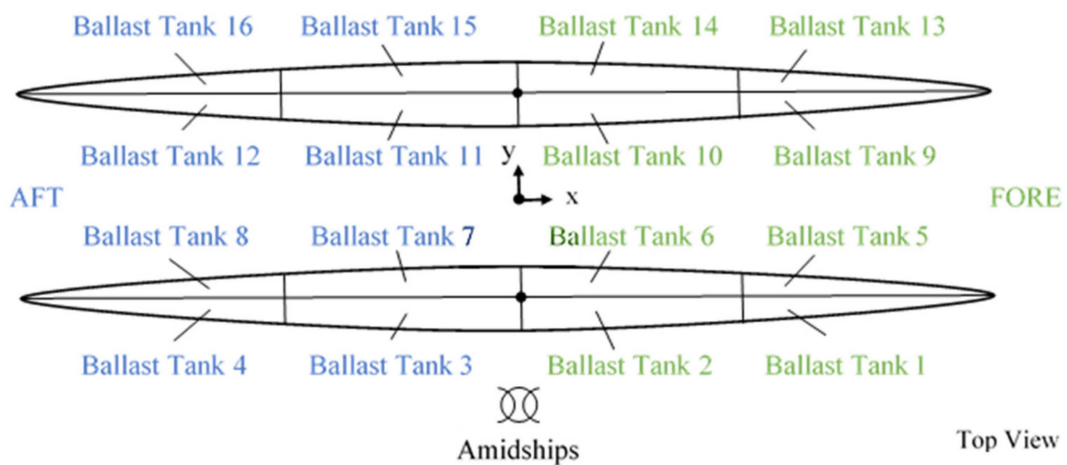 Ballast Tank 16 Ballast Tank 15 Ballast Tank 14 Ballast Tank 13
Ballast Tank 12 Ballast Tank 11 y Ballast Tank 10 Ballast Tank 9
AFT x FORE
Ballast Tank 8 Ballast Tank 7 Ballast Tank 6 Ballast Tank 5
Ballast Tank 4 Ballast Tank 3 Ballast Tank 2 Ballast Tank 1
Amidships Top View